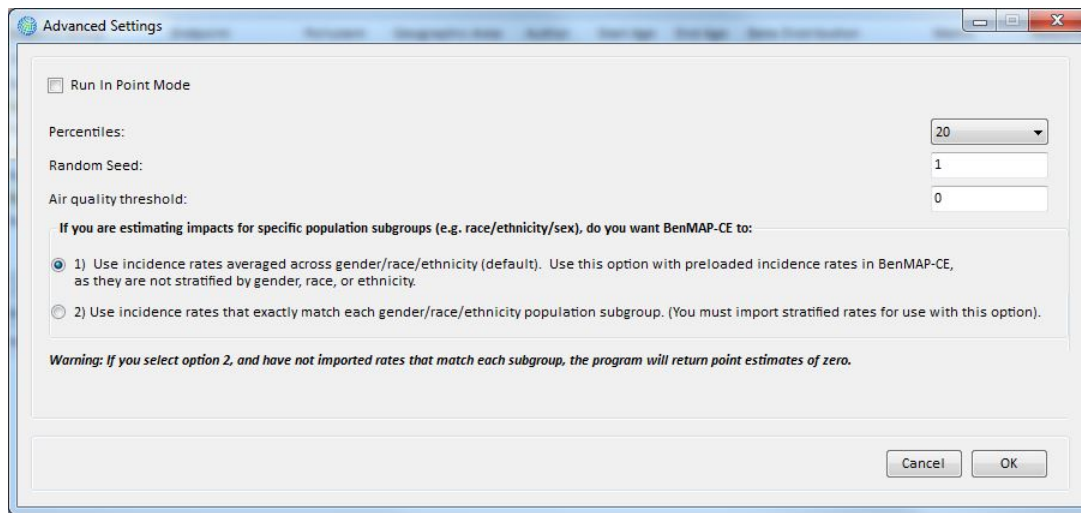 Advanced Settings
Run In Point Mode
Percentiles:
20
Random Seed:
1
Air quality threshold:
0
If you are estimating impacts for specific population subgroups (e.g. race/ethnicity/sex), do you want BenMAP-CE to:
1) Use incidence rates averaged across gender/race/ethnicity (default). Use this option with preloaded incidence rates in BenMAP-CE,
as they are not stratified by gender, race, or ethnicity.
2) Use incidence rates that exactly match each gender/race/ethnicity population subgroup. (You must import stratified rates for use with this option).
Warning: If you select option 2, and have not imported rates that match each subgroup, the program will return point estimates of zero.
Cancel
OK